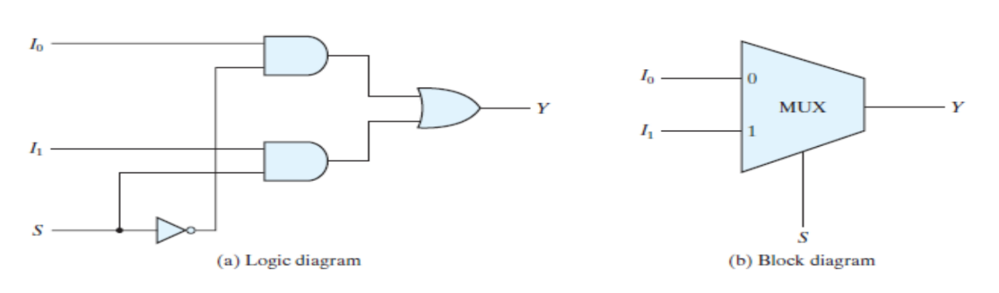 I₀
I₁
S
Y
(a) Logic diagram
I₀
I₁
0
1
MUX
Y
S
(b) Block diagram